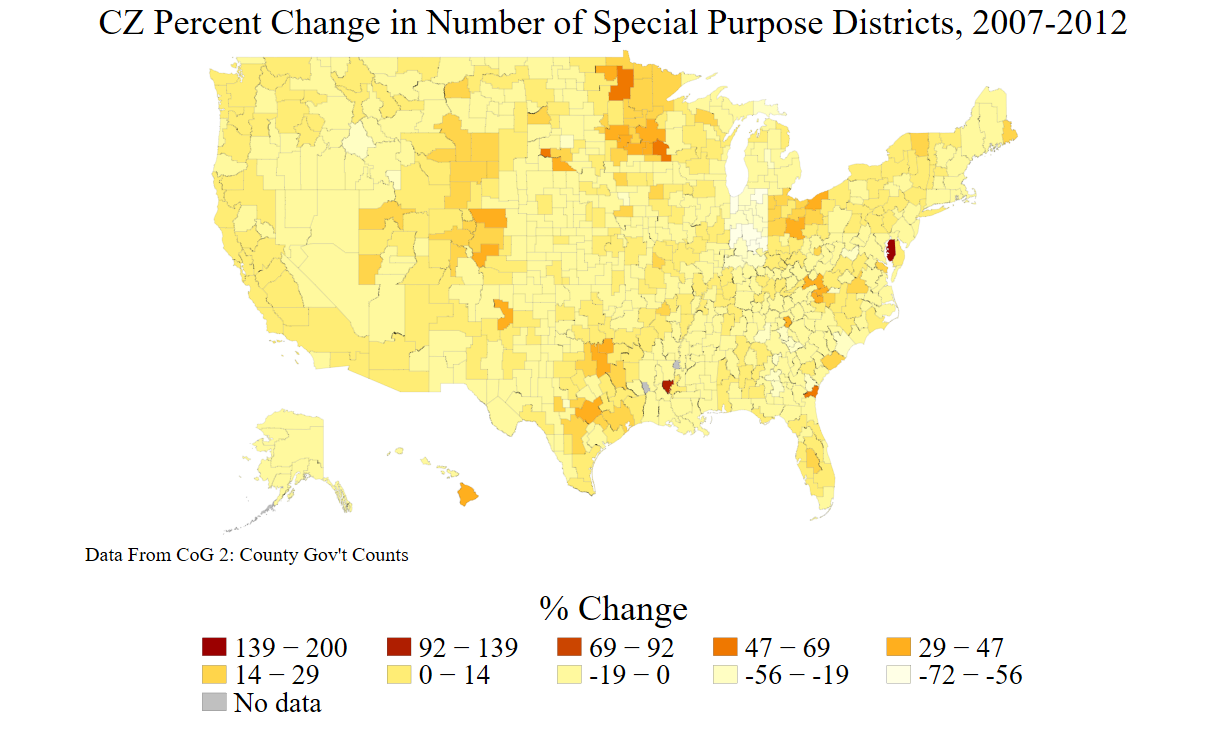 CZ Percent Change in Number of Special Purpose Districts, 2007-2012
Data From CoG 2: County Gov't Counts
% Change
139 − 200 92 − 139 69 − 92 47 − 69 29 − 47
14 − 29 0 − 14 -19 − 0 -56 − -19 -72 − -56
No data